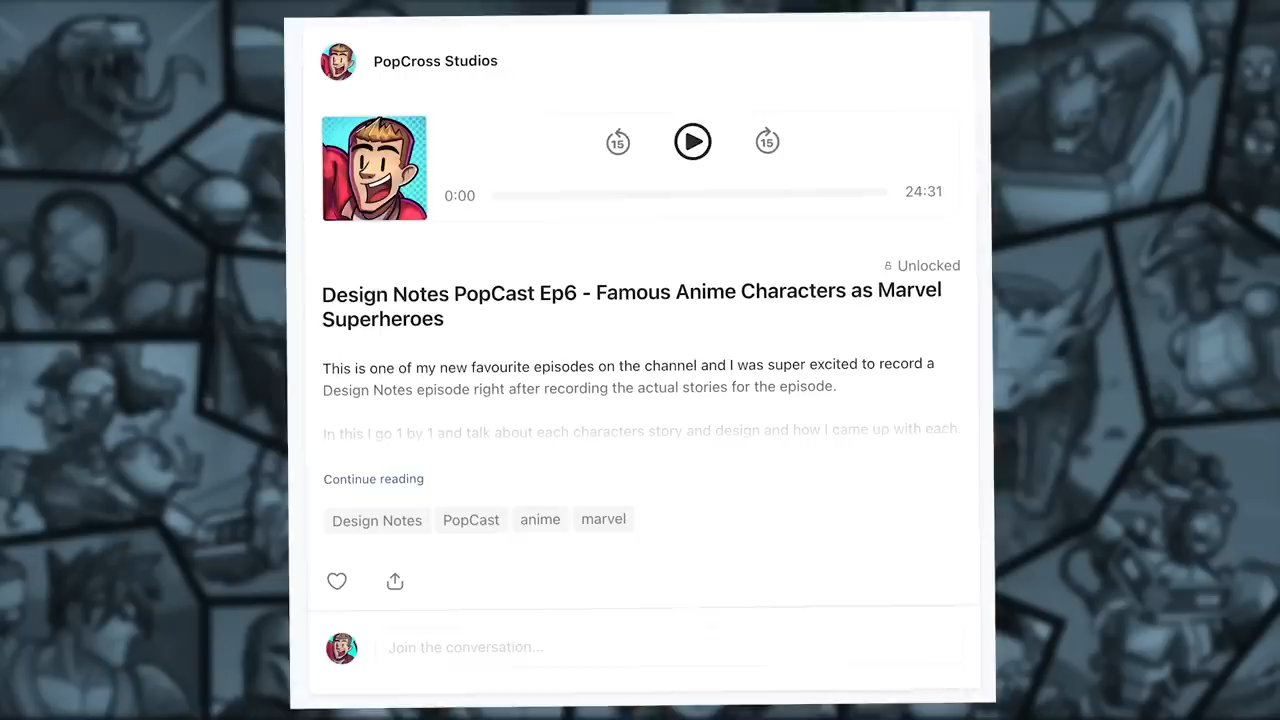 PopCross Studios
15
15
0:00
24:31
Unlocked
Design Notes PopCast Ep6 - Famous Anime Characters as Marvel
Superheroes
This is one of my new favourite episodes on the channel and I was super excited to record a
Design Notes episode right after recording the actual stories for the episode.
In this I go 1 by 1 and talk about each characters story and design and how I came up with each.
Continue reading
Design Notes
PopCast
anime
marvel
Join the conversation...